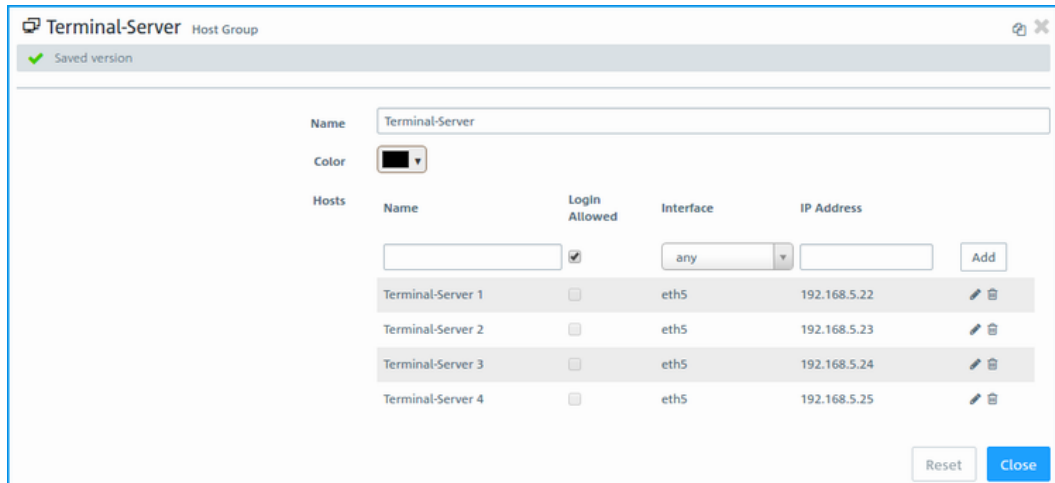 Terminal-Server Host Group
Saved version
Name Terminal-Server
Color
Hosts Name Login Allowed Interface IP Address
any Add
Terminal-Server 1 eth5 192.168.5.22
Terminal-Server 2 eth5 192.168.5.23
Terminal-Server 3 eth5 192.168.5.24
Terminal-Server 4 eth5 192.168.5.25
Reset Close